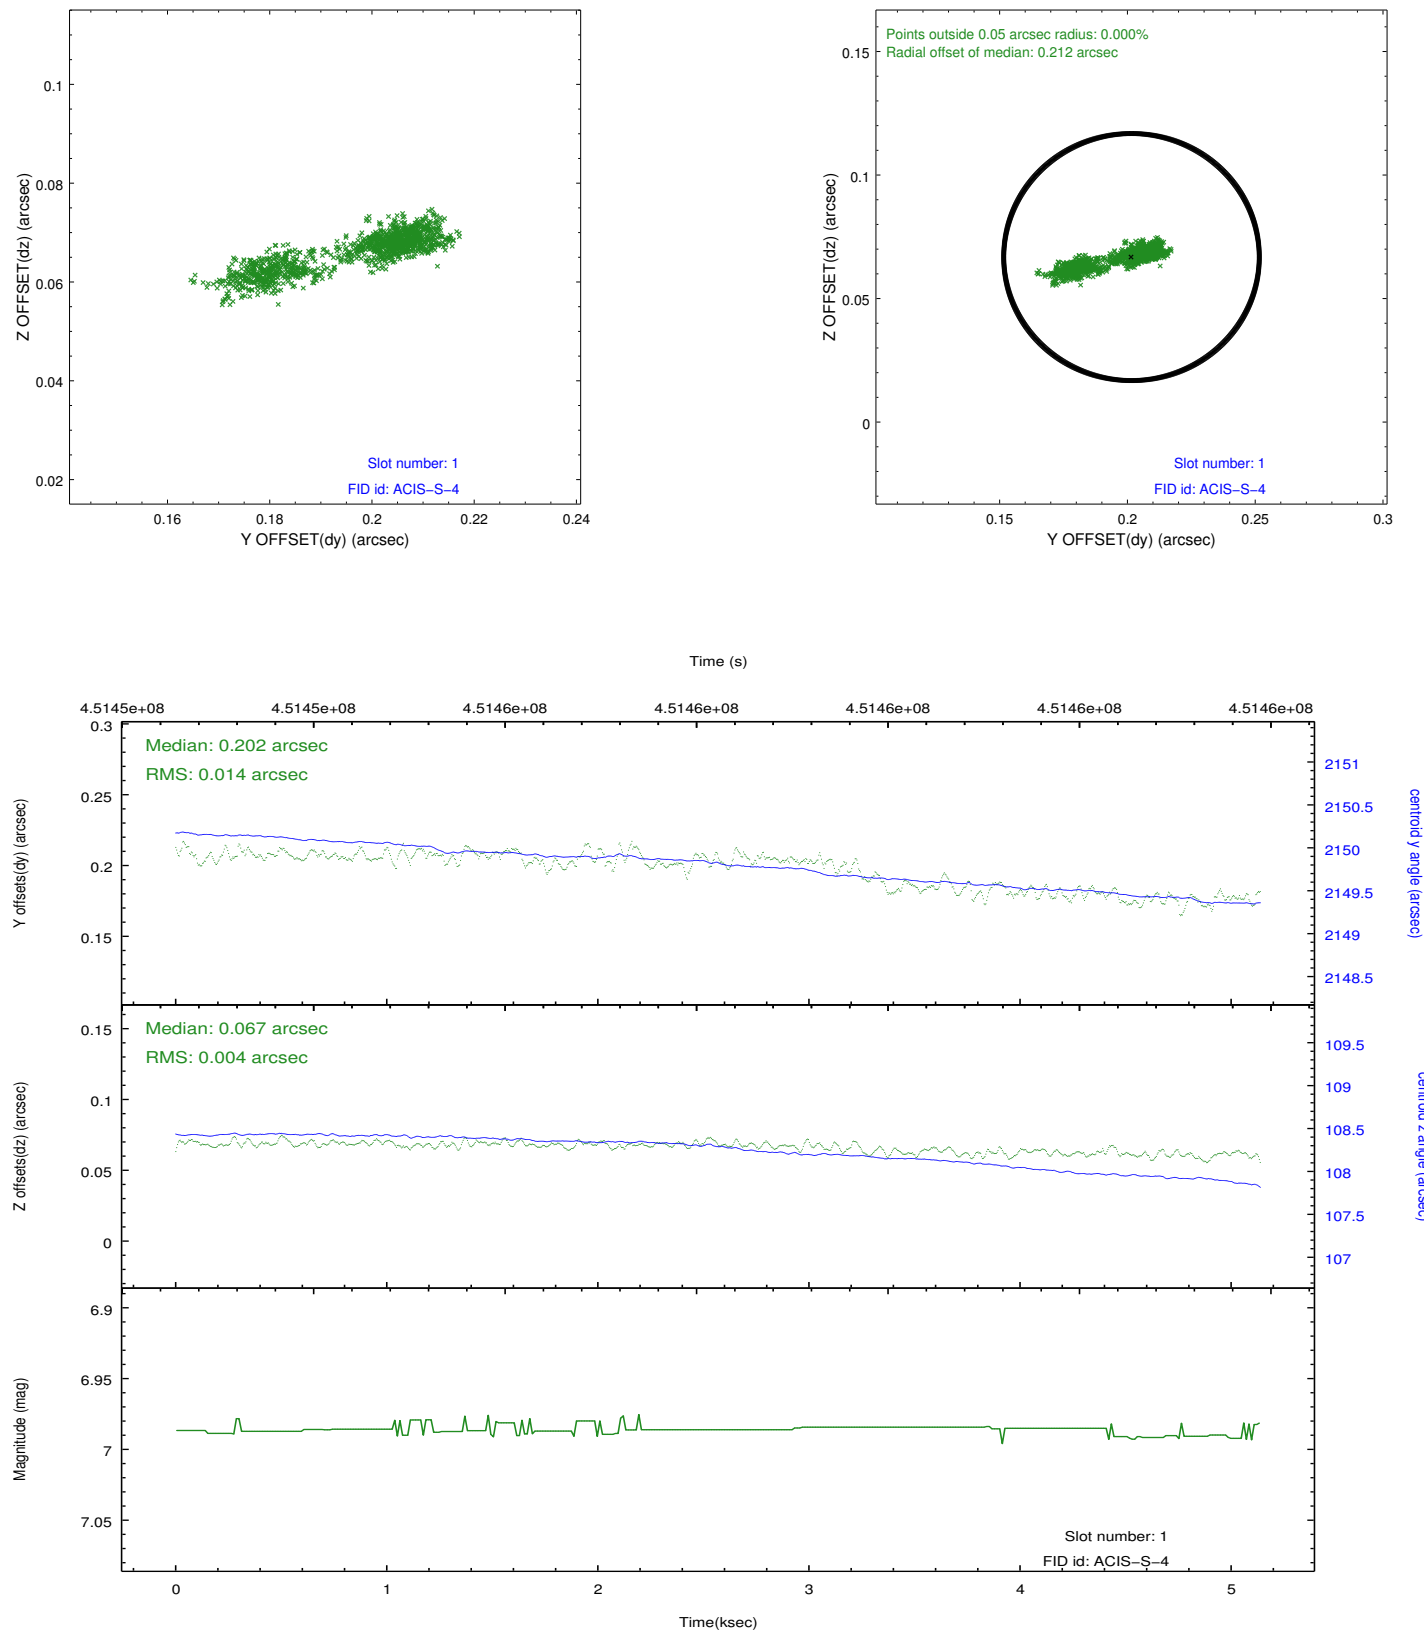 0.1
0.08
0.06
0.04
0.02
Z OFFSET(dz) (arcsec)
Slot number: 1
FID id: ACIS−S−4
0.16 0.18 0.2 0.22 0.24
Y OFFSET(dy) (arcsec)
Points outside 0.05 arcsec radius: 0.000%
Radial offset of median: 0.212 arcsec
0.15
0.1
0.05
0
Z OFFSET(dz) (arcsec)
Slot number: 1
FID id: ACIS−S−4
0.15 0.2 0.25 0.3
Y OFFSET(dy) (arcsec)
Time (s)
4.5145e+08 4.5145e+08 4.5146e+08 4.5146e+08 4.5146e+08 4.5146e+08 4.5146e+08
Median: 0.202 arcsec
RMS: 0.014 arcsec
0.3
0.25
0.2
0.15
Y offsets(dy) (arcsec)
2151
2150.5
2150
2149.5
2149
2148.5
centroid y angle (arcsec)
Median: 0.067 arcsec
RMS: 0.004 arcsec
0.15
0.1
0.05
0
Z offsets(dz) (arcsec)
109.5
109
108.5
108
107.5
107
centroid z angle (arcsec)
6.9
6.95
7
7.05
Magnitude (mag)
Slot number: 1
FID id: ACIS−S−4
0 1 2 3 4 5
Time(ksec)